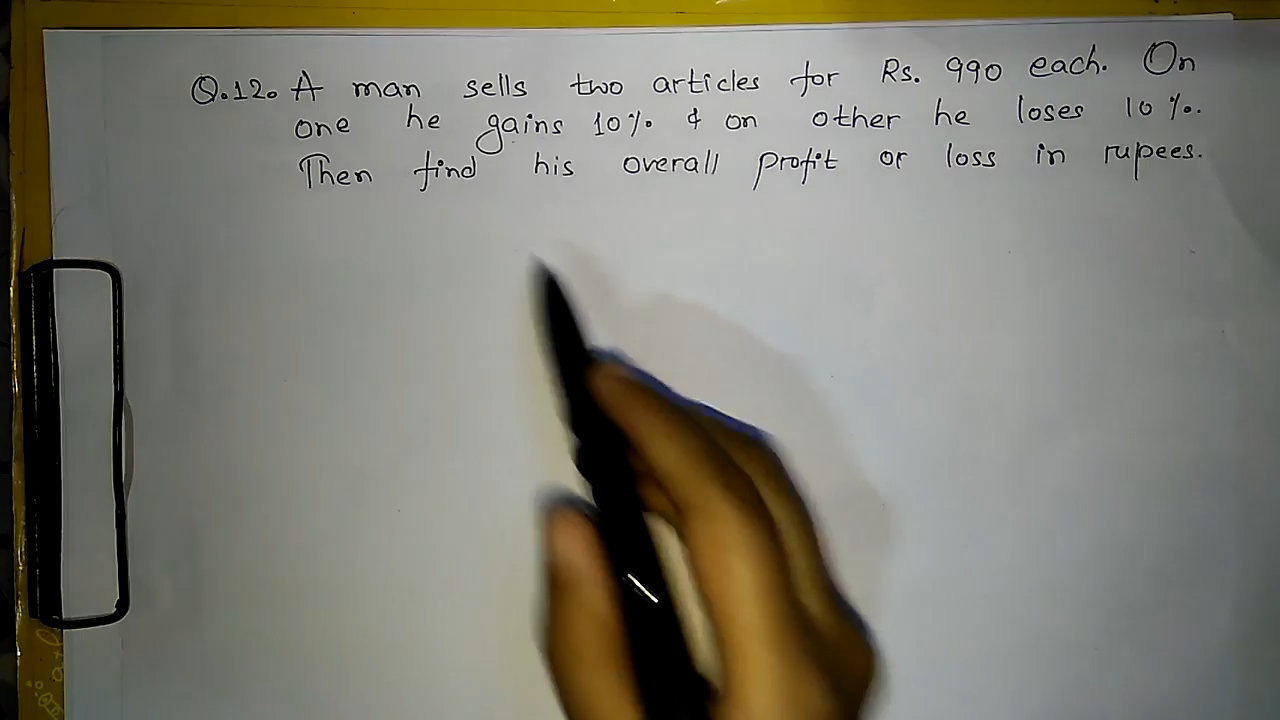 Q.12. A man sells two articles for Rs. 990 each. On
one he gains 10% & on other he loses 10%.
Then find his overall profit or loss in rupees.